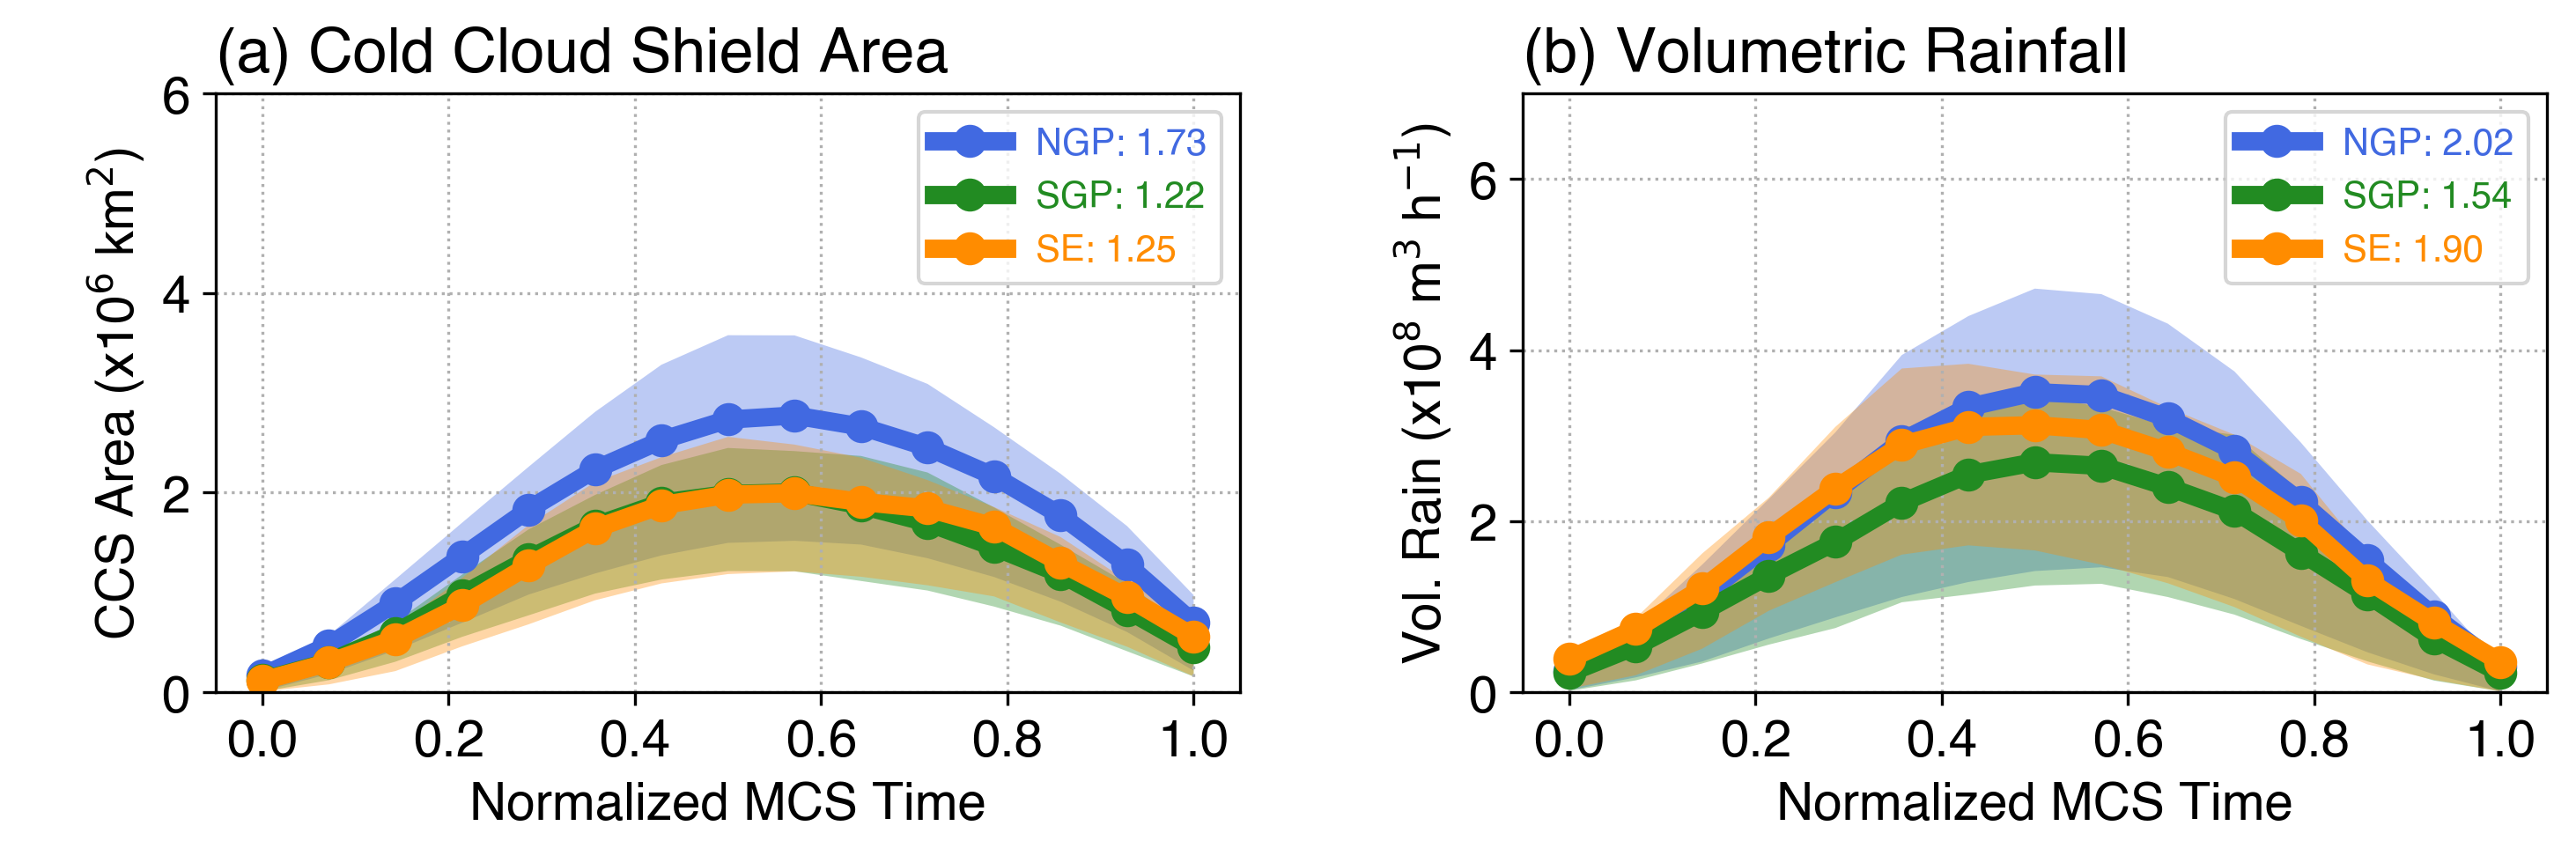 (a) Cold Cloud Shield Area
CCS Area (x10⁶ km²)
6
4
2
0
NGP: 1.73
SGP: 1.22
SE: 1.25
0.0 0.2 0.4 0.6 0.8 1.0
Normalized MCS Time
(b) Volumetric Rainfall
Vol. Rain (x10⁸ m³ h⁻¹)
6
4
2
0
NGP: 2.02
SGP: 1.54
SE: 1.90
0.0 0.2 0.4 0.6 0.8 1.0
Normalized MCS Time